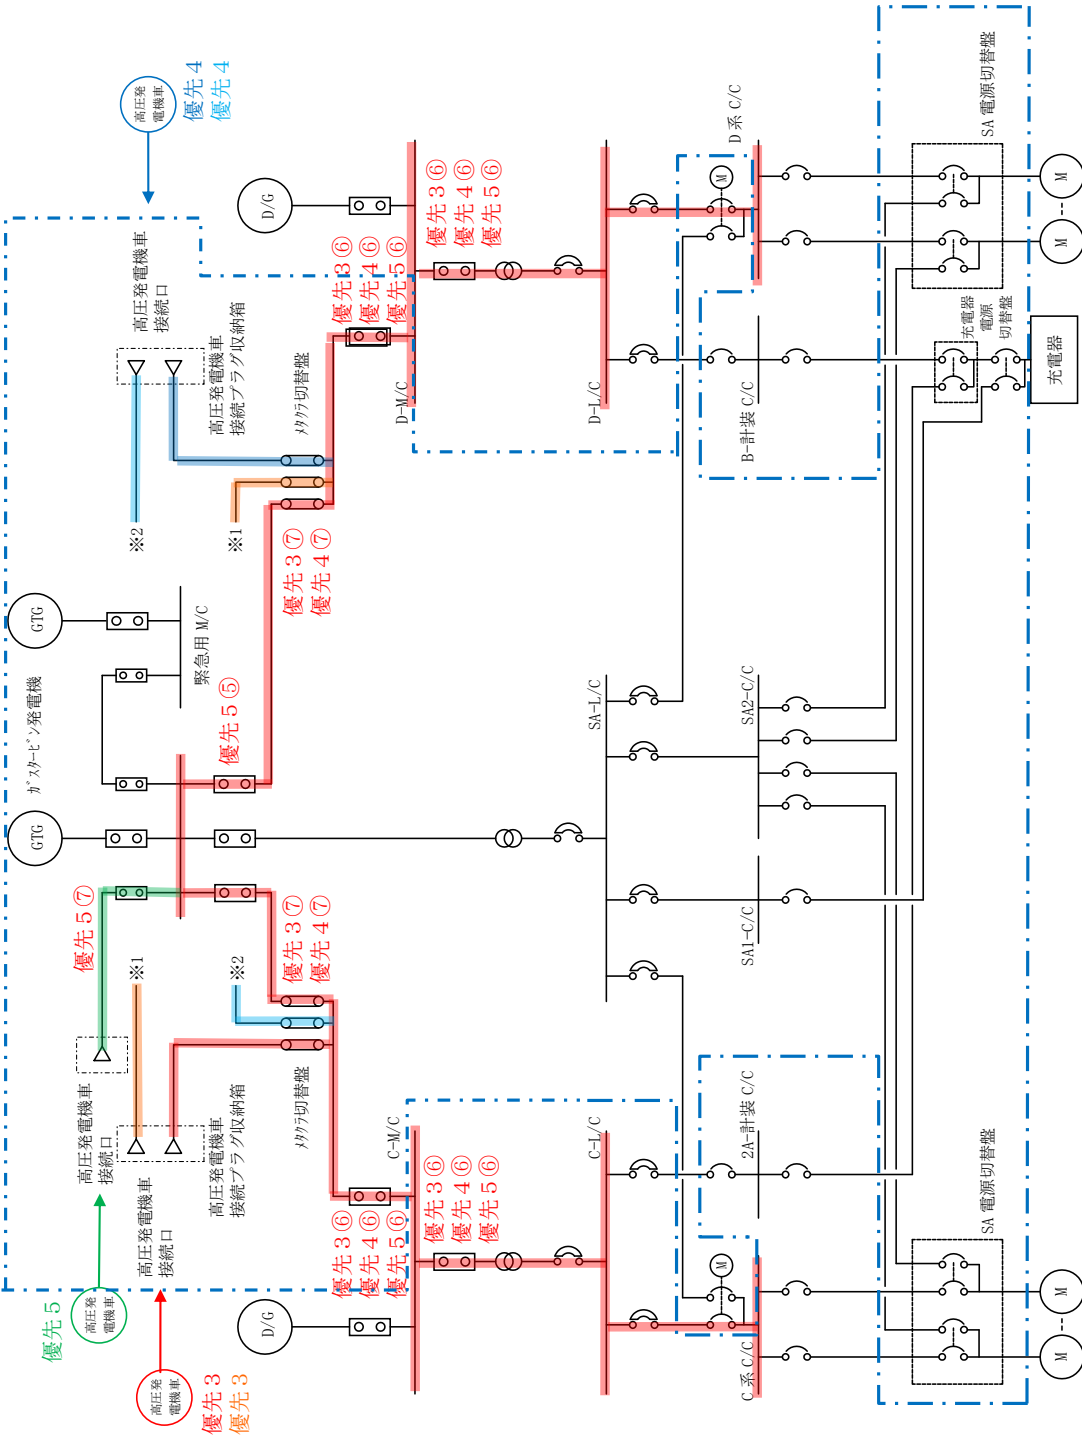 優先5
高圧発
電機車
優先3
優先3
高圧発
電機車
高圧発電機車
接続口
高圧発電機車
接続口
高圧発電機車
接続プラグ収納箱
※1
※2
優先5⑦
GTG
ガスタービン発電機
GTG
緊急用 M/C
※2
※1
高圧発電機車
接続口
高圧発電機車
接続プラグ収納箱
高圧発
電機車
優先4
優先4
メタクラ切替盤
優先3⑦
優先4⑦
優先5⑤
優先3⑦
優先4⑦
メタクラ切替盤
D/G
優先3⑥
優先4⑥
優先5⑥
C-M/C
優先3⑥
優先4⑥
優先5⑥
D/G
優先3⑥
優先4⑥
優先5⑥
D-M/C
優先3⑥
優先4⑥
優先5⑥
C-L/C
SA-L/C
D-L/C
M
M
C 系 C/C
2A-計装 C/C
SA1-C/C
SA2-C/C
B-計装 C/C
D 系 C/C
SA 電源切替盤
充電器
電源
切替盤
SA 電源切替盤
M
M
充電器
M
M